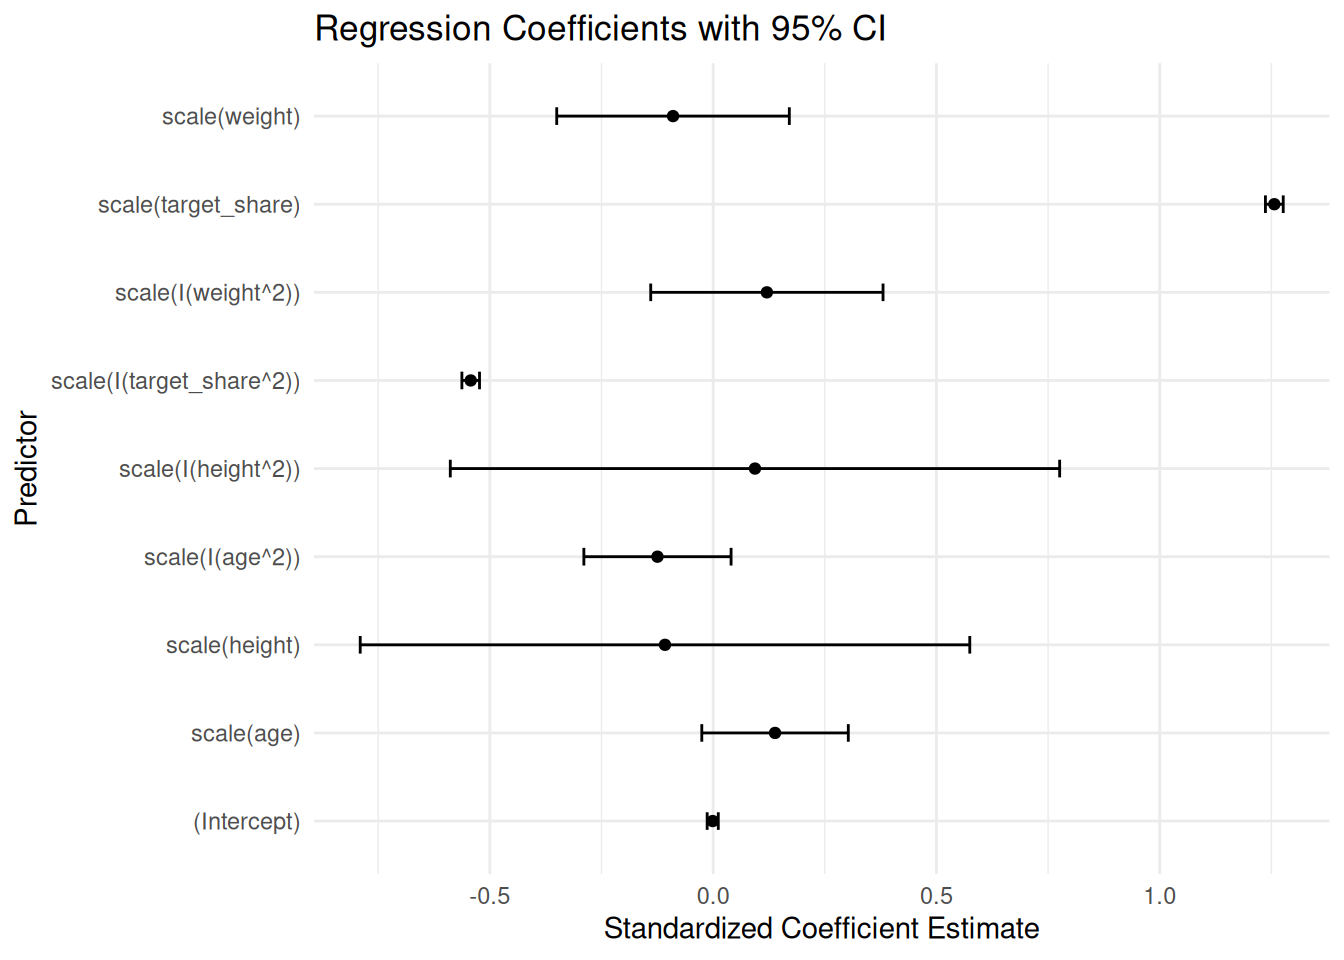 Regression Coefficients with 95% CI
scale(weight)
scale(target_share)
scale(I(weight^2))
scale(I(target_share^2))
scale(I(height^2))
scale(I(age^2))
scale(height)
scale(age)
(Intercept)
Predictor
-0.5 0.0 0.5 1.0
Standardized Coefficient Estimate